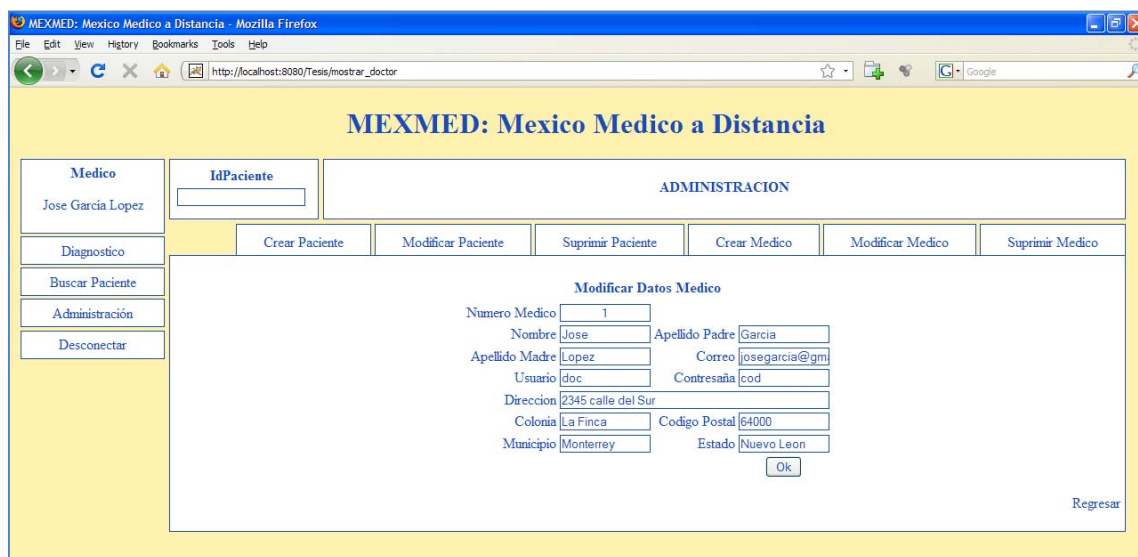 MEXMED: Mexico Medico a Distancia - Mozilla Firefox
File Edit View History Bookmarks Tools Help
http://localhost:8080/Tesis/mostrar_doctor
G Google
MEXMED: Mexico Medico a Distancia
Medico
Jose Garcia Lopez
IdPaciente
ADMINISTRACION
Diagnostico
Buscar Paciente
Administración
Desconectar
Crear Paciente Modificar Paciente Suprimir Paciente Crear Medico Modificar Medico Suprimir Medico
Modificar Datos Medico
Numero Medico 1
Nombre Jose Apellido Padre Garcia
Apellido Madre Lopez Correo josegarcia@gm
Usuario doc Contresaña cod
Direccion 2345 calle del Sur
Colonia La Finca Codigo Postal 64000
Municipio Monterrey Estado Nuevo Leon
Ok
Regresar